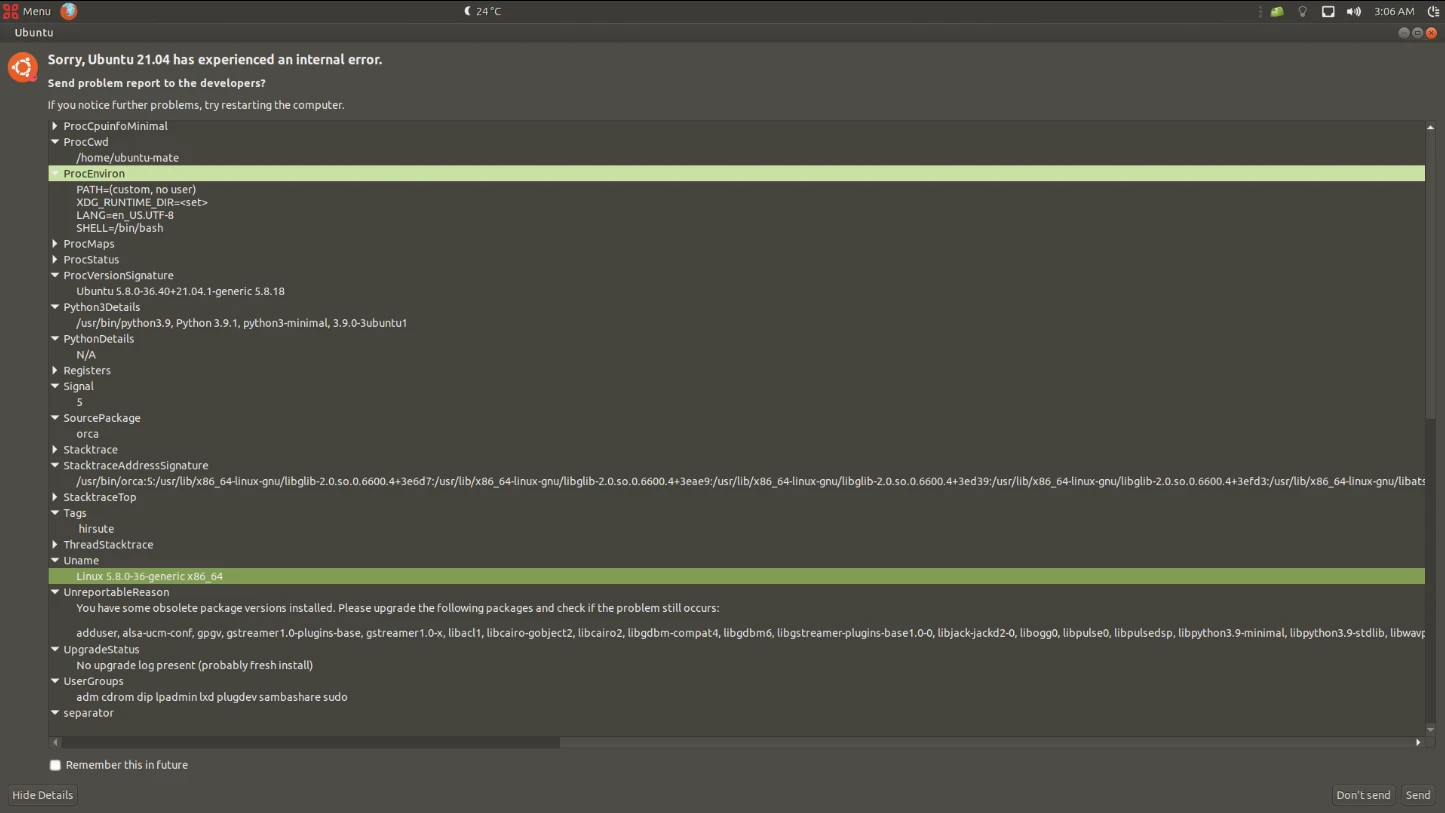 Menu
24 °C
3:06 AM
Ubuntu
Sorry, Ubuntu 21.04 has experienced an internal error.
Send problem report to the developers?
If you notice further problems, try restarting the computer.
ProcCpuinfoMinimal
ProcCwd
/home/ubuntu-mate
ProcEnviron
PATH=(custom, no user)
XDG_RUNTIME_DIR=<set>
LANG=en_US.UTF-8
SHELL=/bin/bash
ProcMaps
ProcStatus
ProcVersionSignature
Ubuntu 5.8.0-36.40+21.04.1-generic 5.8.18
Python3Details
/usr/bin/python3.9, Python 3.9.1, python3-minimal, 3.9.0-3ubuntu1
PythonDetails
N/A
Registers
Signal
5
SourcePackage
orca
Stacktrace
StacktraceAddressSignature
/usr/bin/orca:5:/usr/lib/x86_64-linux-gnu/libglib-2.0.so.0.6600.4+3e6d7:/usr/lib/x86_64-linux-gnu/libglib-2.0.so.0.6600.4+3eae9:/usr/lib/x86_64-linux-gnu/libglib-2.0.so.0.6600.4+3ed39:/usr/lib/x86_64-linux-gnu/libglib-2.0.so.0.6600.4+3efd3:/usr/lib/x86_64-linux-gnu/libats
StacktraceTop
Tags
hirsute
ThreadStacktrace
Uname
Linux 5.8.0-36-generic x86_64
UnreportableReason
You have some obsolete package versions installed. Please upgrade the following packages and check if the problem still occurs:
adduser, alsa-ucm-conf, gpgv, gstreamer1.0-plugins-base, gstreamer1.0-x, libacl1, libcairo-gobject2, libcairo2, libgdbm-compat4, libgdbm6, libgstreamer-plugins-base1.0-0, libjack-jackd2-0, libogg0, libpulse0, libpulsedsp, libpython3.9-minimal, libpython3.9-stdlib, libwavp
UpgradeStatus
No upgrade log present (probably fresh install)
UserGroups
adm cdrom dip lpadmin lxd plugdev sambashare sudo
separator
Remember this in future
Hide Details
Don't send
Send